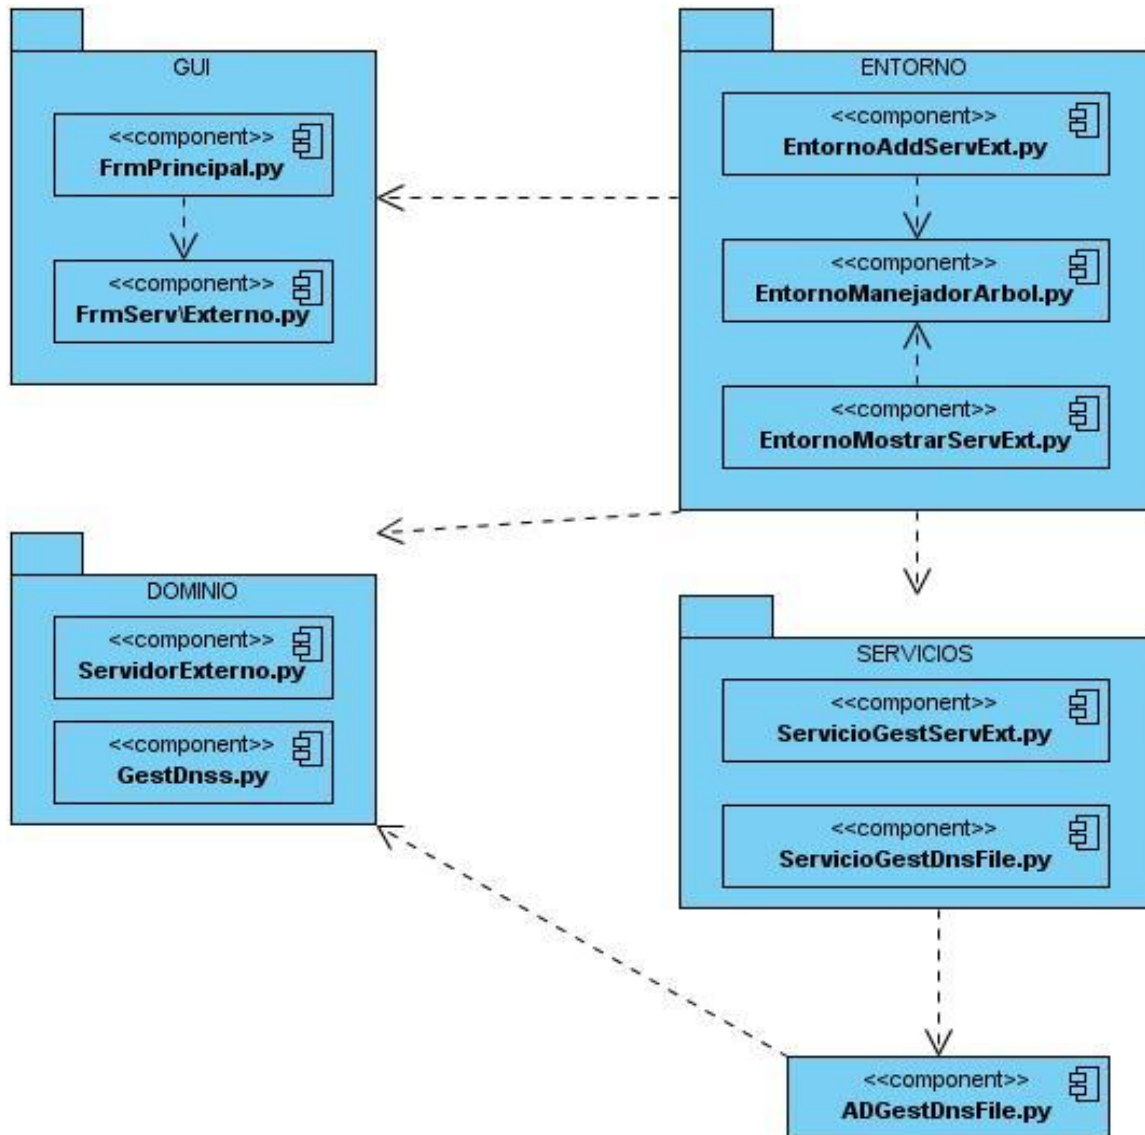 GUI
<<component>>
FrmPrincipal.py
<<component>>
FrmServ\Externo.py
ENTORNO
<<component>>
EntornoAddServExt.py
<<component>>
EntornoManejadorArbol.py
<<component>>
EntornoMostrarServExt.py
DOMINIO
<<component>>
ServidorExterno.py
<<component>>
GestDnss.py
SERVICIOS
<<component>>
ServicioGestServExt.py
<<component>>
ServicioGestDnsFile.py
<<component>>
ADGestDnsFile.py